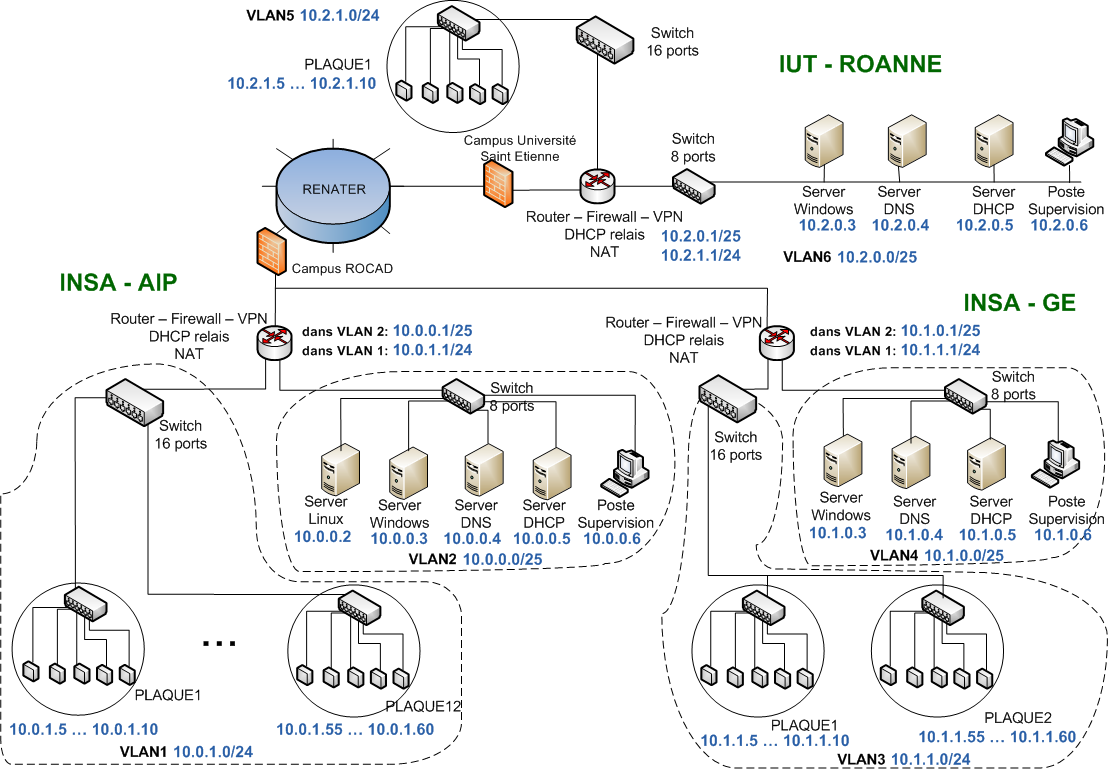 VLAN5 10.2.1.0/24
Switch
16 ports
PLAQUE1
10.2.1.5 … 10.2.1.10
IUT - ROANNE
Campus Université
Saint Etienne
Switch
8 ports
RENATER
Router – Firewall – VPN
DHCP relais
NAT
10.2.0.1/25
10.2.1.1/24
Server
Windows
10.2.0.3
Server
DNS
10.2.0.4
Server
DHCP
10.2.0.5
Poste
Supervision
10.2.0.6
VLAN6 10.2.0.0/25
Campus ROCAD
INSA - AIP
INSA - GE
Router – Firewall – VPN
DHCP relais
NAT
dans VLAN 2: 10.0.0.1/25
dans VLAN 1: 10.0.1.1/24
Router – Firewall – VPN
DHCP relais
NAT
dans VLAN 2: 10.1.0.1/25
dans VLAN 1: 10.1.1.1/24
Switch
16 ports
Switch
8 ports
Switch
16 ports
Switch
8 ports
Server
Linux
10.0.0.2
Server
Windows
10.0.0.3
Server
DNS
10.0.0.4
Server
DHCP
10.0.0.5
Poste
Supervision
10.0.0.6
VLAN2 10.0.0.0/25
Server
Windows
10.1.0.3
Server
DNS
10.1.0.4
Server
DHCP
10.1.0.5
Poste
Supervision
10.1.0.6
VLAN4 10.1.0.0/25
...
PLAQUE1
10.0.1.5 … 10.0.1.10
PLAQUE12
10.0.1.55 … 10.0.1.60
VLAN1 10.0.1.0/24
PLAQUE1
10.1.1.5 … 10.1.1.10
PLAQUE2
10.1.1.55 … 10.1.1.60
VLAN3 10.1.1.0/24